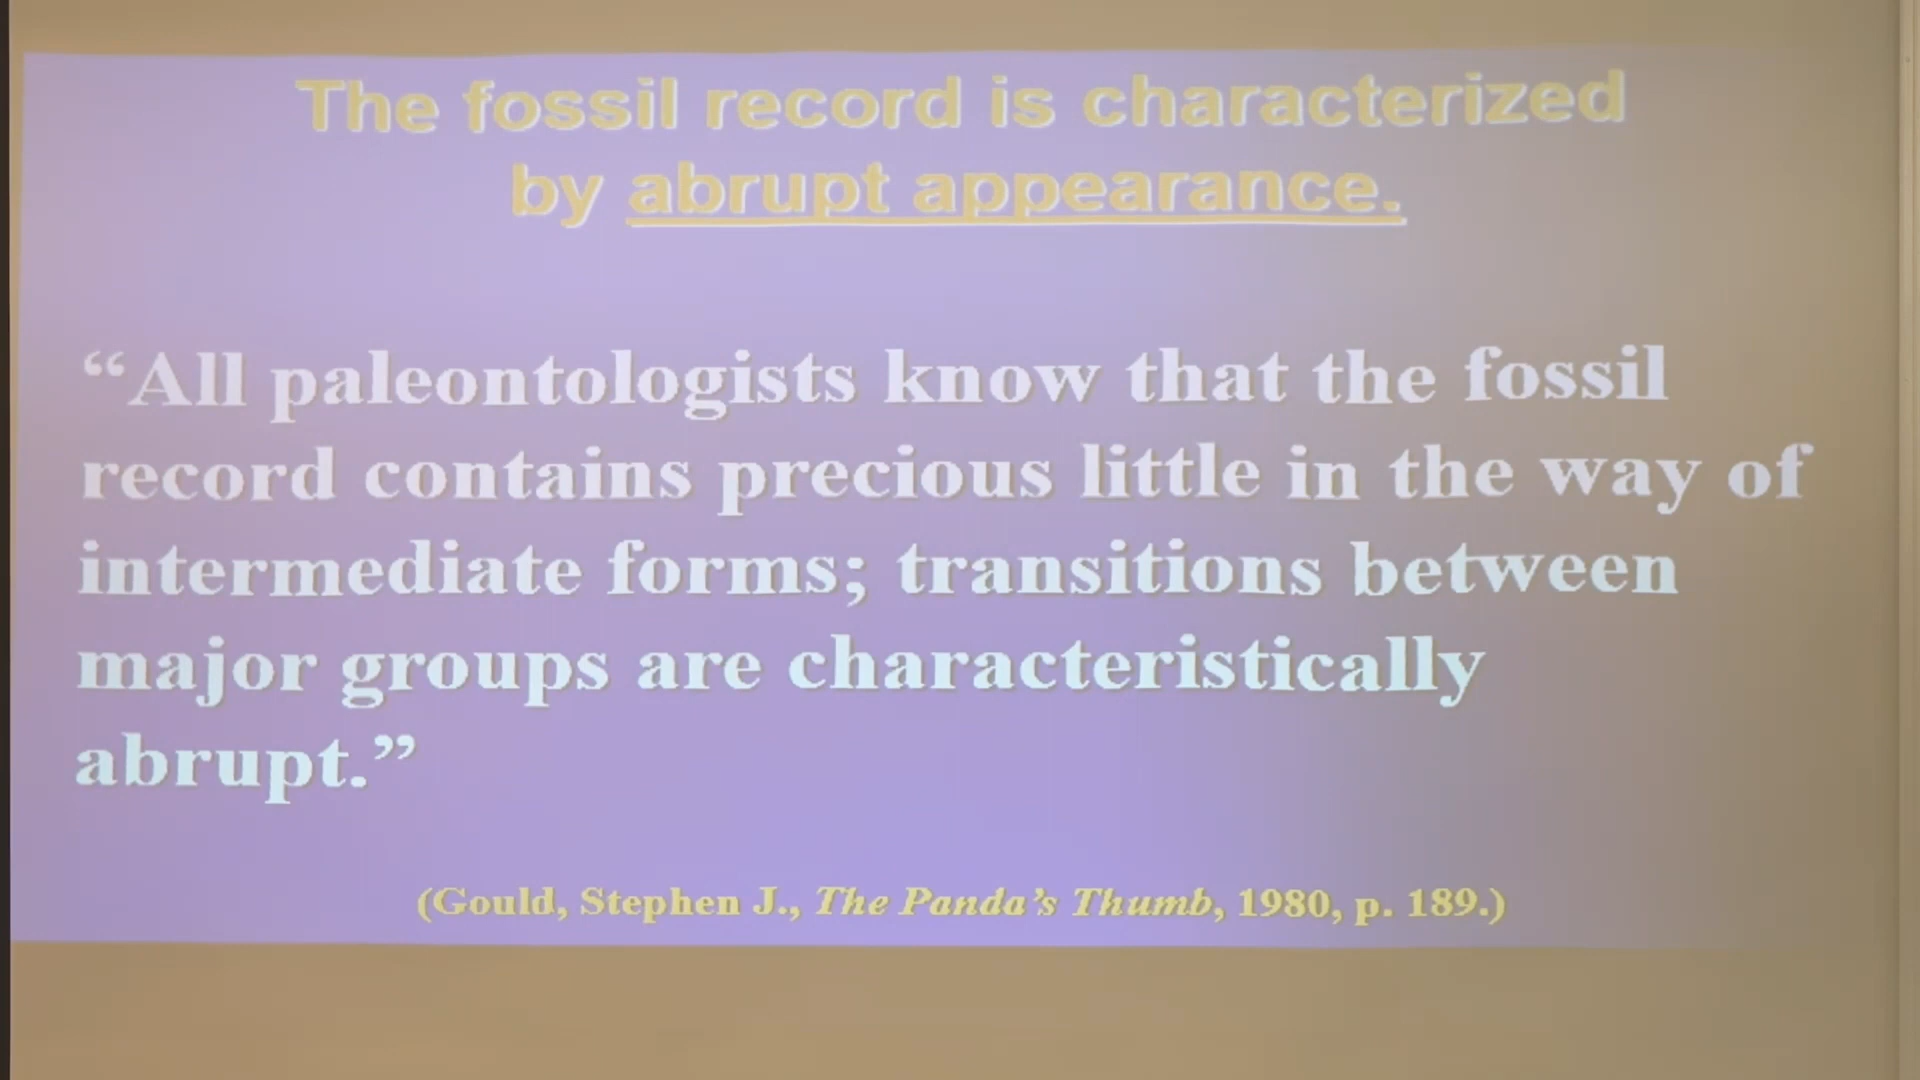 The fossil record is characterized
by abrupt appearance.
“All paleontologists know that the fossil
record contains precious little in the way of
intermediate forms; transitions between
major groups are characteristically
abrupt.”
(Gould, Stephen J., The Panda’s Thumb, 1980, p. 189.)